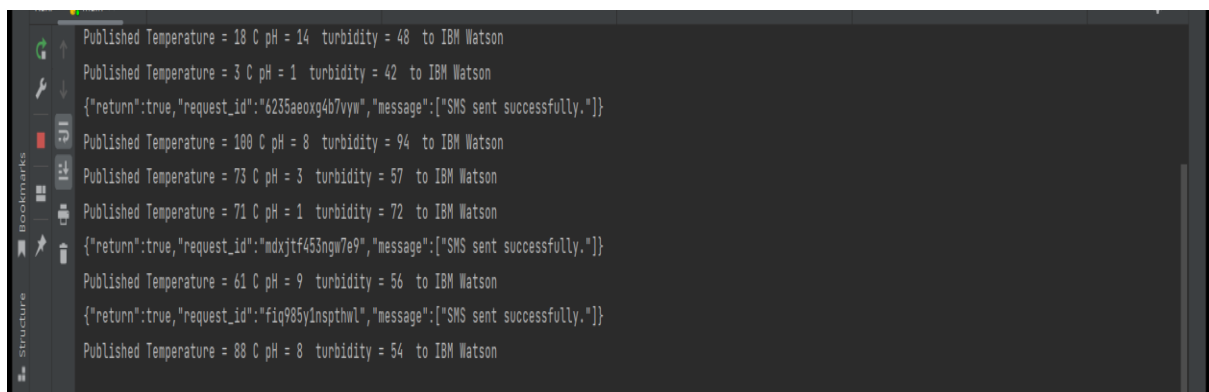 Published Temperature = 18 C pH = 14  turbidity = 48  to IBM Watson
Published Temperature = 3 C pH = 1  turbidity = 42  to IBM Watson
{"return":true,"request_id":"6235aeoxg4b7vyw","message":["SMS sent successfully."]}
Published Temperature = 100 C pH = 8  turbidity = 94  to IBM Watson
Published Temperature = 73 C pH = 3  turbidity = 57  to IBM Watson
Published Temperature = 71 C pH = 1  turbidity = 72  to IBM Watson
{"return":true,"request_id":"mdxjtf453ngw7e9","message":["SMS sent successfully."]}
Published Temperature = 61 C pH = 9  turbidity = 56  to IBM Watson
{"return":true,"request_id":"fiq985y1nspthwl","message":["SMS sent successfully."]}
Published Temperature = 88 C pH = 8  turbidity = 54  to IBM Watson
Bookmarks
Structure